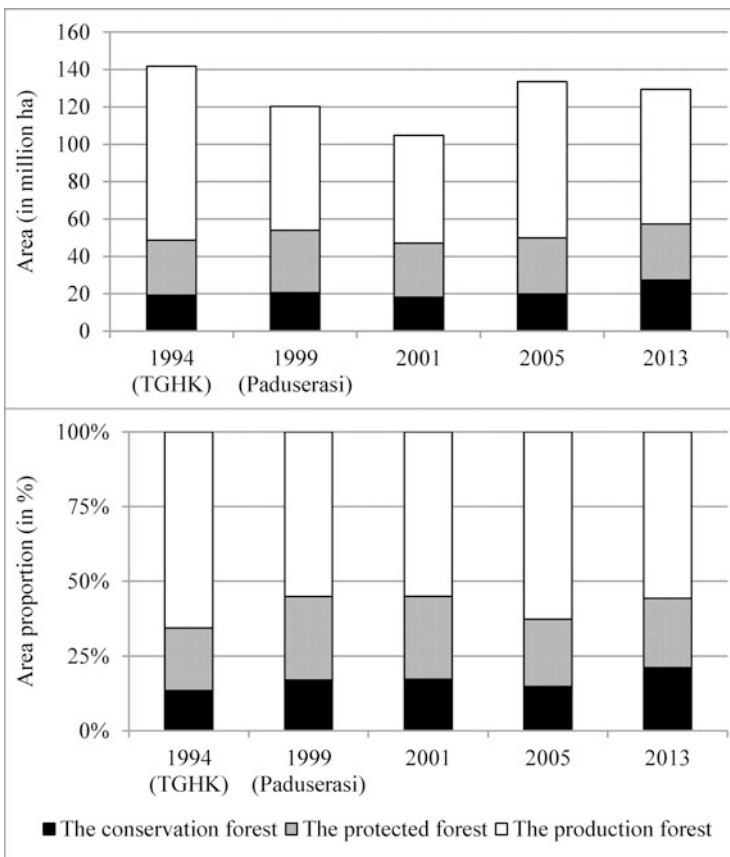 Area (in million ha)
160
140
120
100
80
60
40
20
0
1994 1999 2001 2005 2013
(TGHK) (Paduserasi)
Area proportion (in %)
100%
75%
50%
25%
0%
1994 1999 2001 2005 2013
(TGHK) (Paduserasi)
The conservation forest The protected forest The production forest